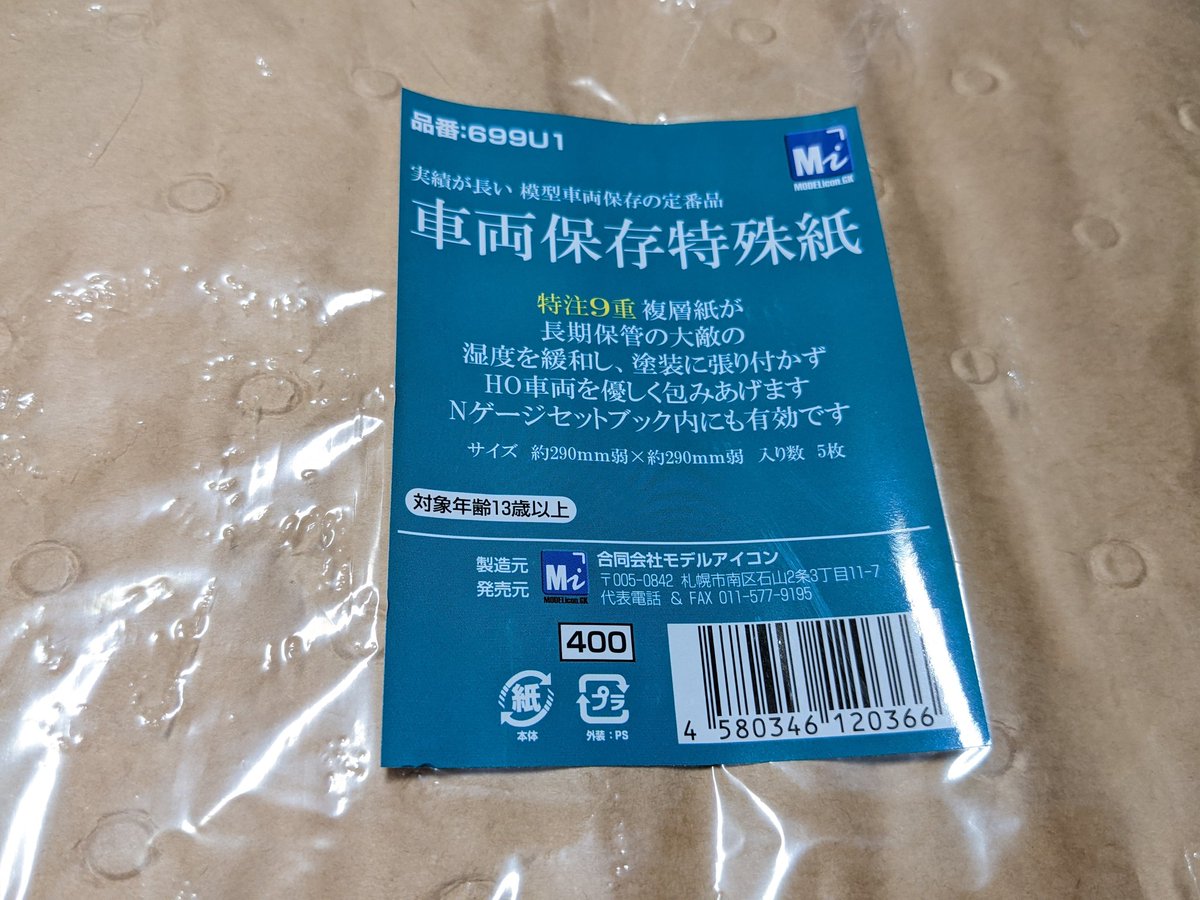 品番:699U1
Mi
MODELicon.GK
実績が長い 模型車両保存の定番品
車両保存特殊紙
特注9重 複層紙が
長期保管の大敵の
湿度を緩和し、塗装に張り付かず
HO車両を優しく包みあげます
Nゲージセットブック内にも有効です
サイズ 約290mm弱×約290mm弱 入り数 5枚
対象年齢13歳以上
製造元
発売元
Mi
MODELicon.GK
合同会社モデルアイコン
〒005-0842 札幌市南区石山2条3丁目11-7
代表電話 & FAX 011-577-9195
400
紙
本体
プラ
外装:PS
4 580346 120366